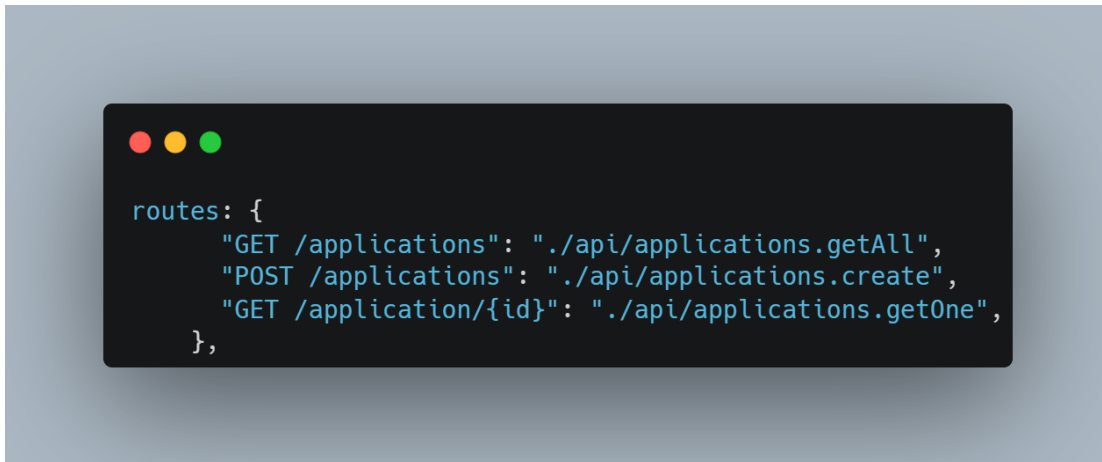 routes: {
"GET /applications": "./api/applications.getAll",
"POST /applications": "./api/applications.create",
"GET /application/{id}": "./api/applications.getOne",
},